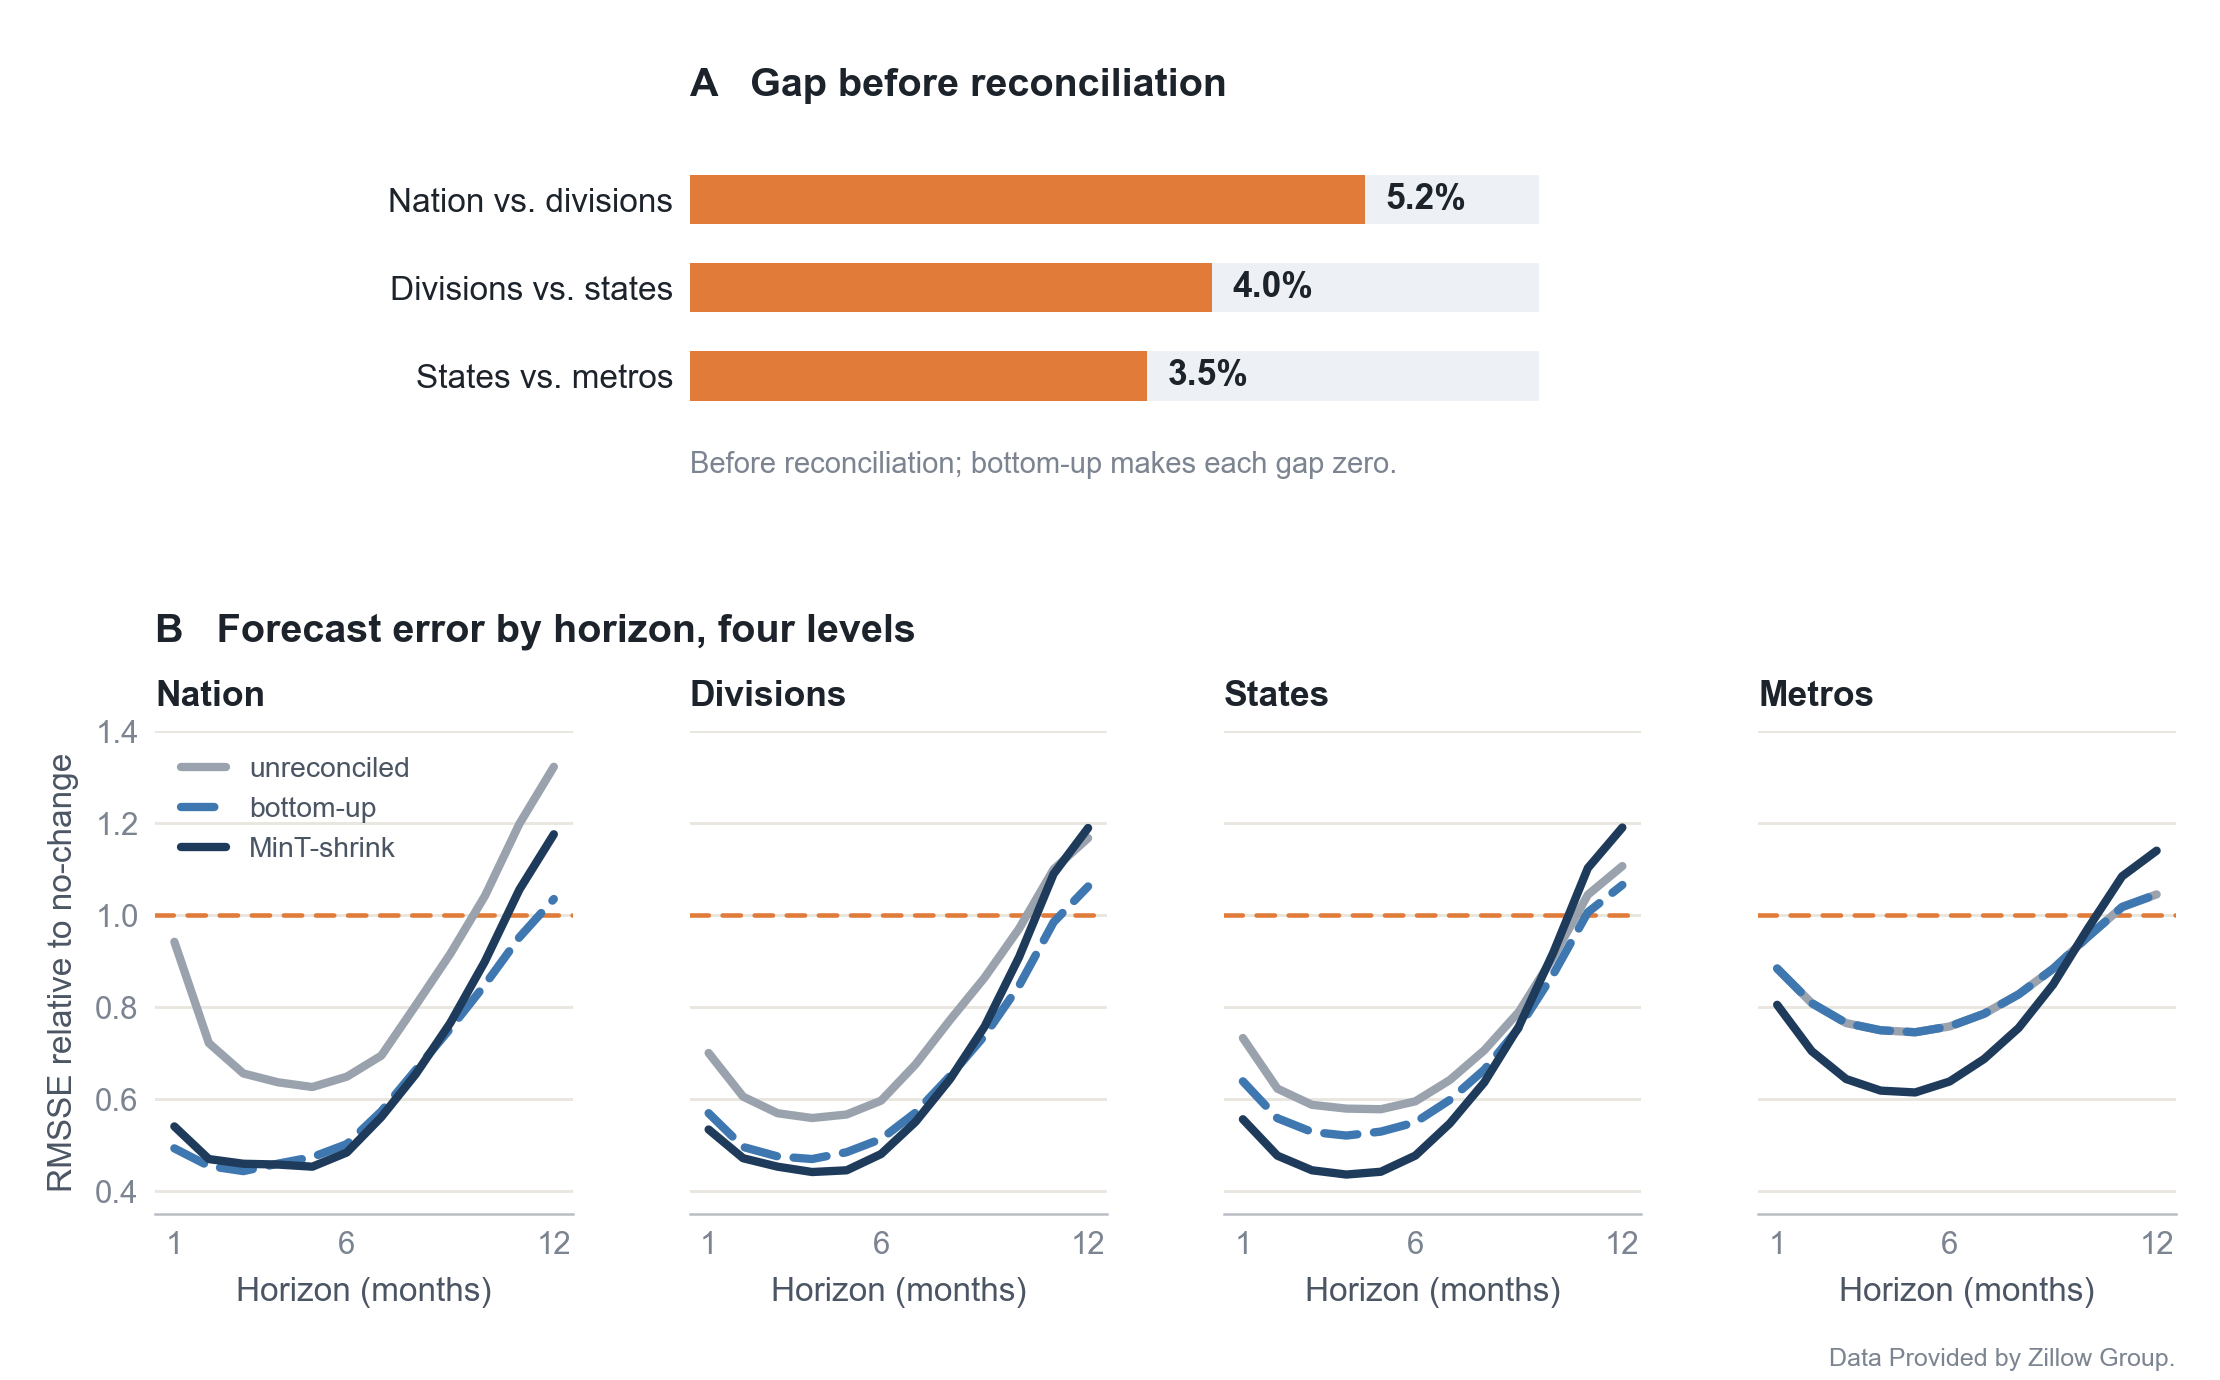 A Gap before reconciliation
Nation vs. divisions 5.2%
Divisions vs. states 4.0%
States vs. metros 3.5%
Before reconciliation; bottom-up makes each gap zero.
B Forecast error by horizon, four levels
Nation Divisions States Metros
RMSSE relative to no-change
1.4
1.2
1.0
0.8
0.6
0.4
unreconciled
bottom-up
MinT-shrink
1 6 12 1 6 12 1 6 12 1 6 12
Horizon (months) Horizon (months) Horizon (months) Horizon (months)
Data Provided by Zillow Group.